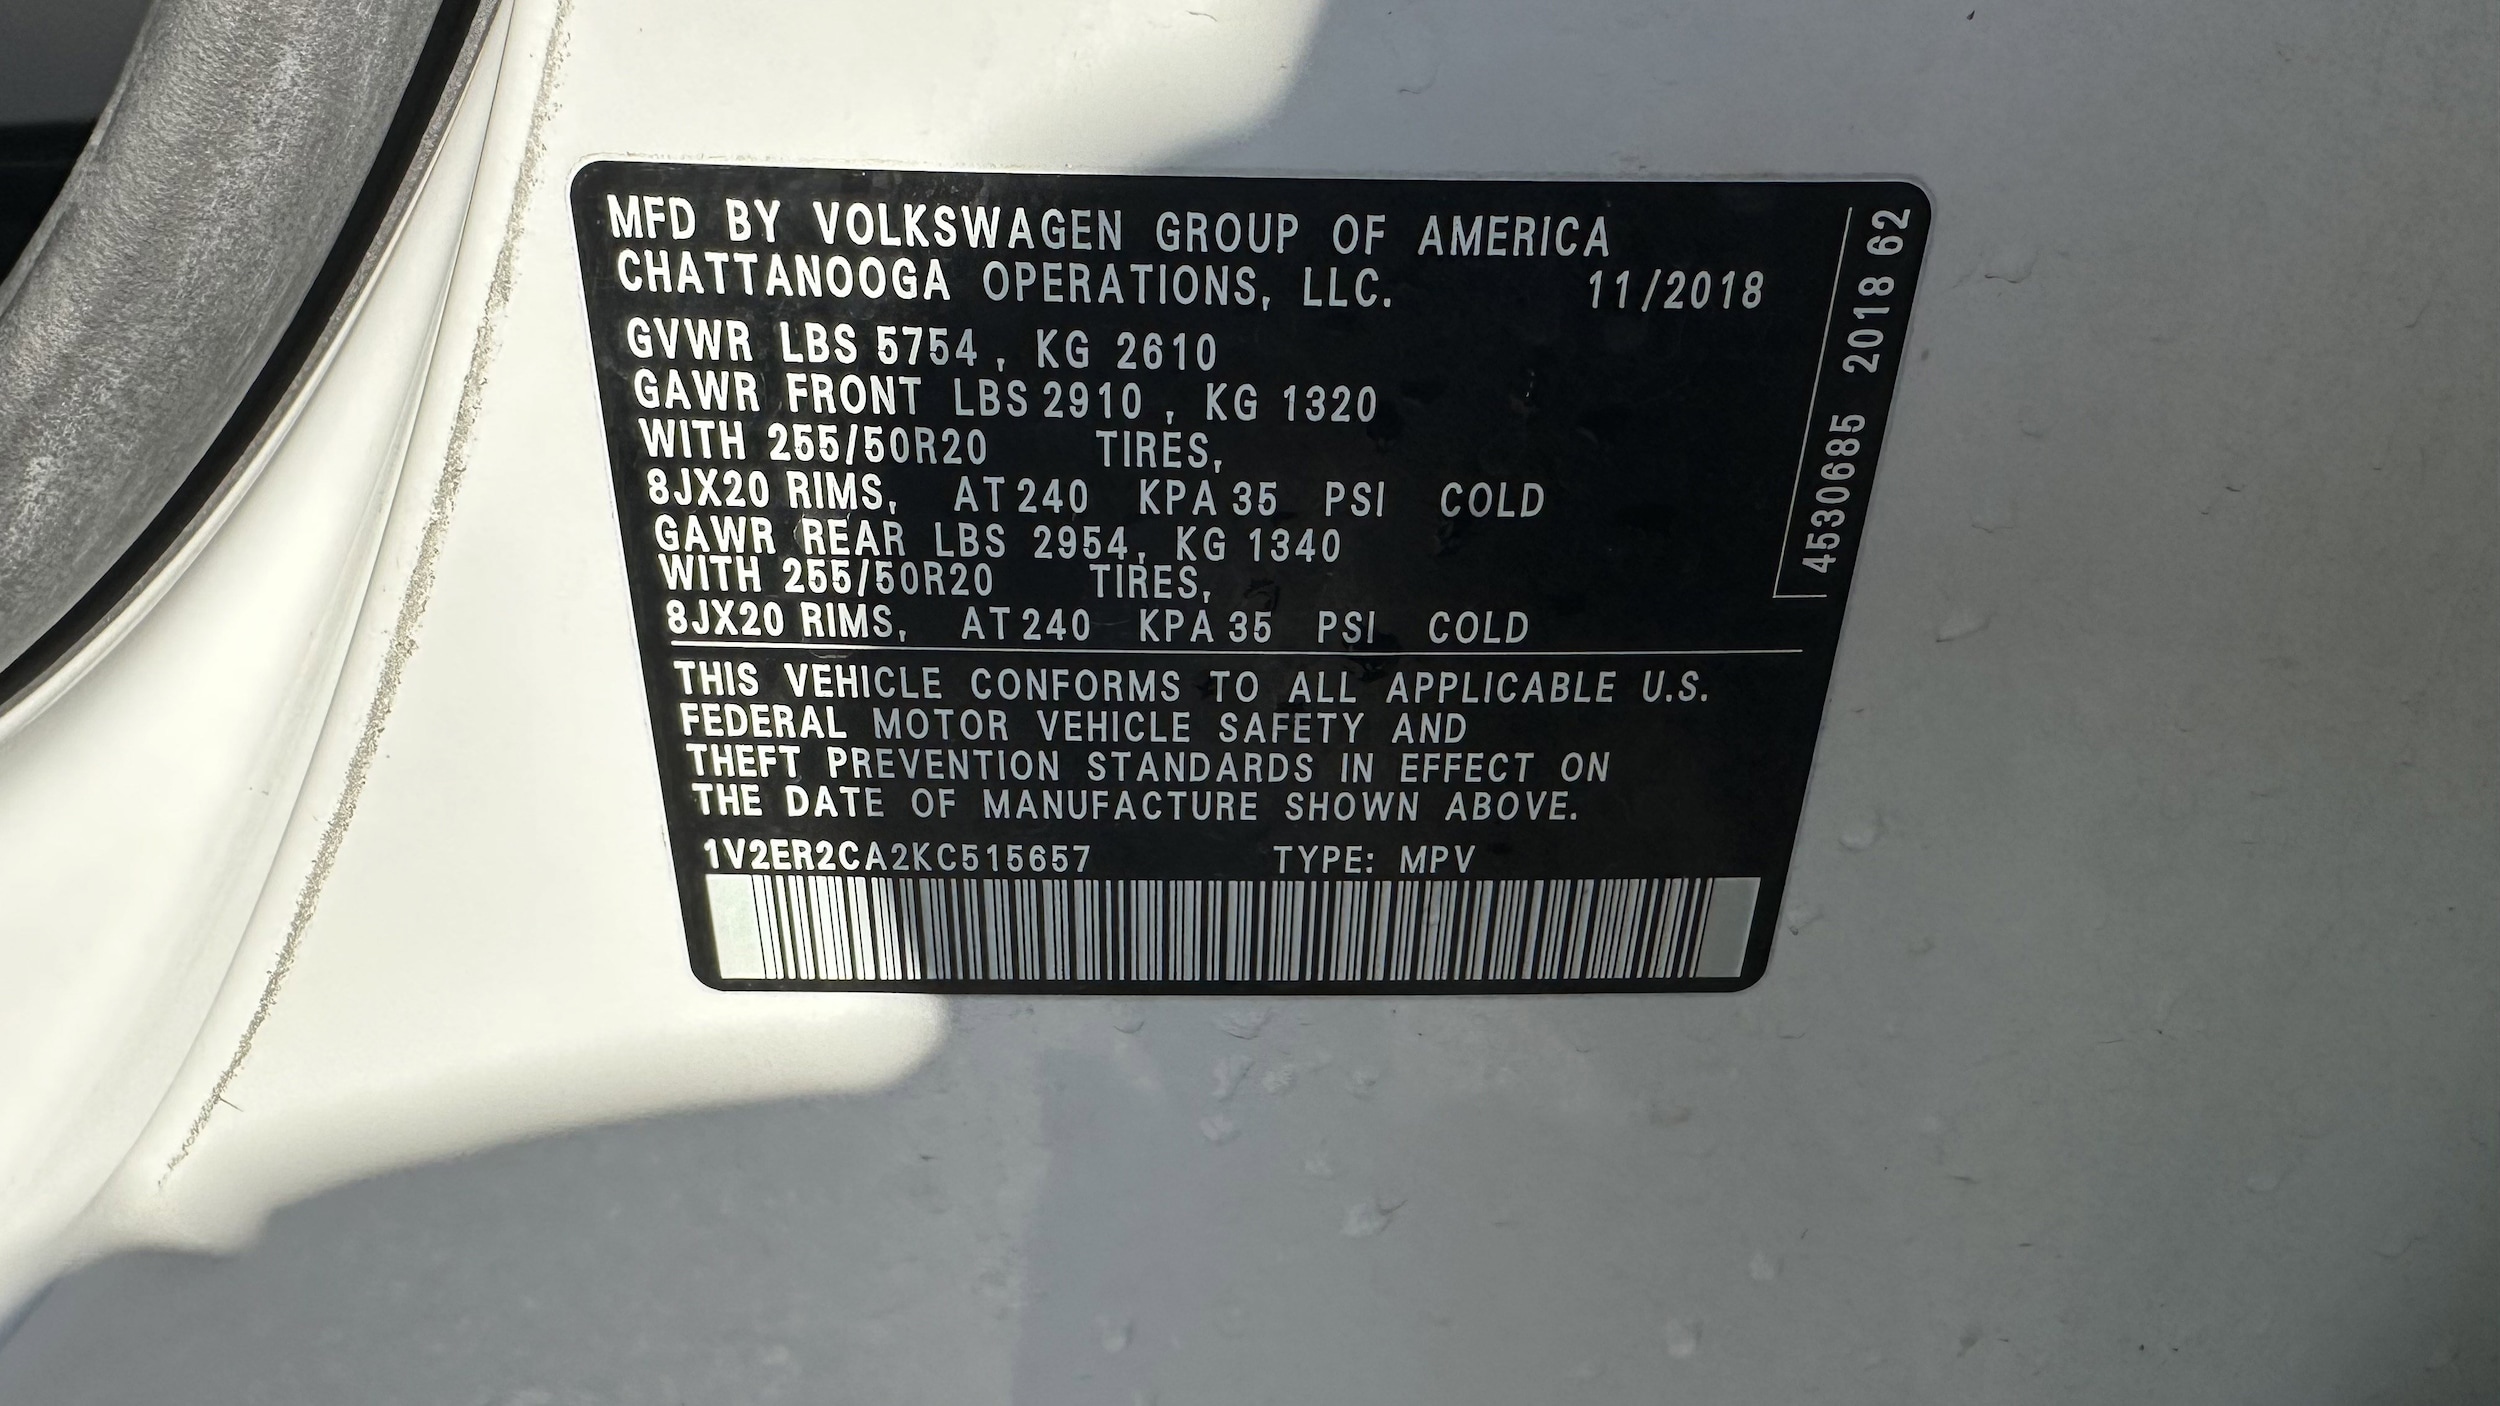 MFD BY VOLKSWAGEN GROUP OF AMERICA
CHATTANOOGA OPERATIONS, LLC. 11/2018
GVWR LBS 5754 , KG 2610
GAWR FRONT LBS 2910 , KG 1320
WITH 255/50R20 TIRES,
8JX20 RIMS, AT 240 KPA 35 PSI COLD
GAWR REAR LBS 2954, KG 1340
WITH 255/50R20 TIRES,
8JX20 RIMS, AT 240 KPA 35 PSI COLD
THIS VEHICLE CONFORMS TO ALL APPLICABLE U.S.
FEDERAL MOTOR VEHICLE SAFETY AND
THEFT PREVENTION STANDARDS IN EFFECT ON
THE DATE OF MANUFACTURE SHOWN ABOVE.
1V2ER2CA2KC515657 TYPE: MPV
4530685 2018 62